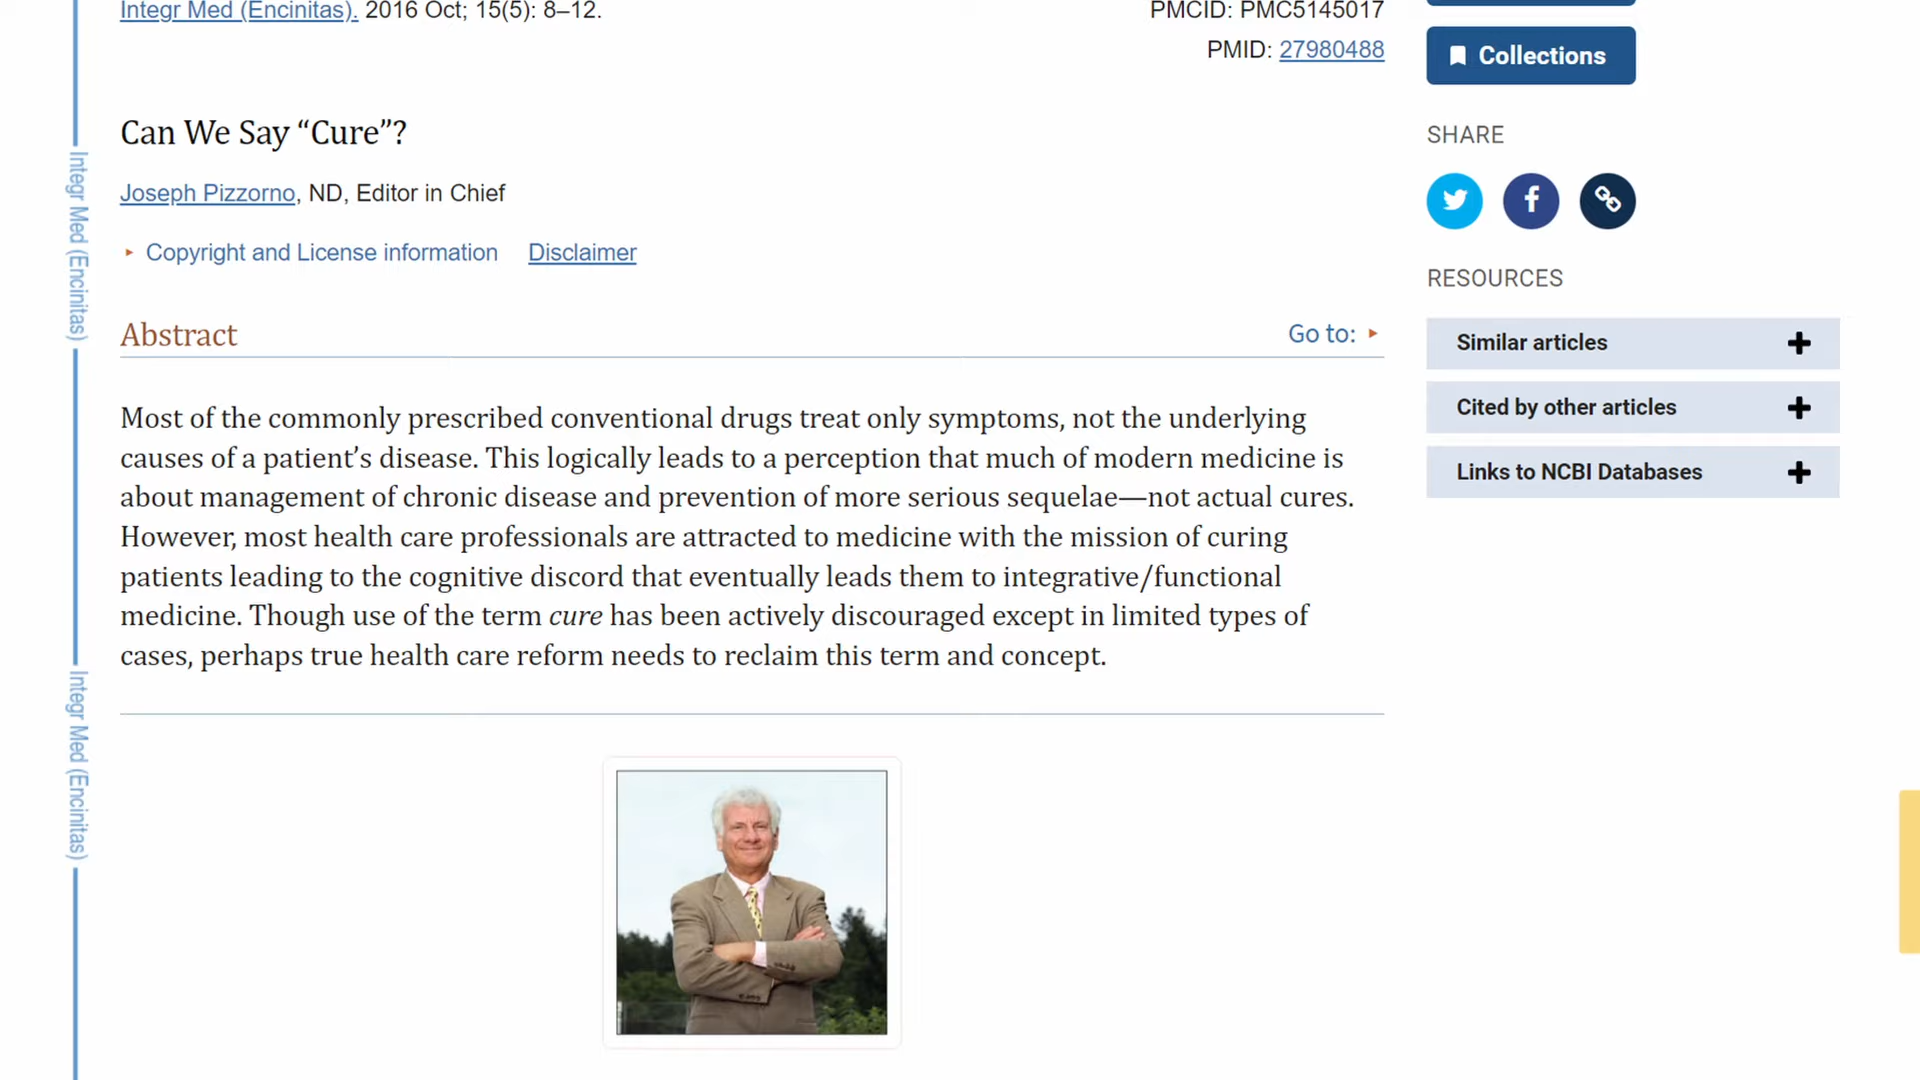 Integr Med (Encinitas). 2016 Oct; 15(5): 8–12.
PMCID: PMC5145017
PMID: 27980488
Can We Say “Cure”?
Joseph Pizzorno, ND, Editor in Chief
▸ Copyright and License information Disclaimer
Abstract
Go to: ▸
Most of the commonly prescribed conventional drugs treat only symptoms, not the underlying
causes of a patient’s disease. This logically leads to a perception that much of modern medicine is
about management of chronic disease and prevention of more serious sequelae—not actual cures.
However, most health care professionals are attracted to medicine with the mission of curing
patients leading to the cognitive discord that eventually leads them to integrative/functional
medicine. Though use of the term cure has been actively discouraged except in limited types of
cases, perhaps true health care reform needs to reclaim this term and concept.
Integr Med (Encinitas)
Integr Med (Encinitas)
Collections
SHARE
RESOURCES
Similar articles
Cited by other articles
Links to NCBI Databases